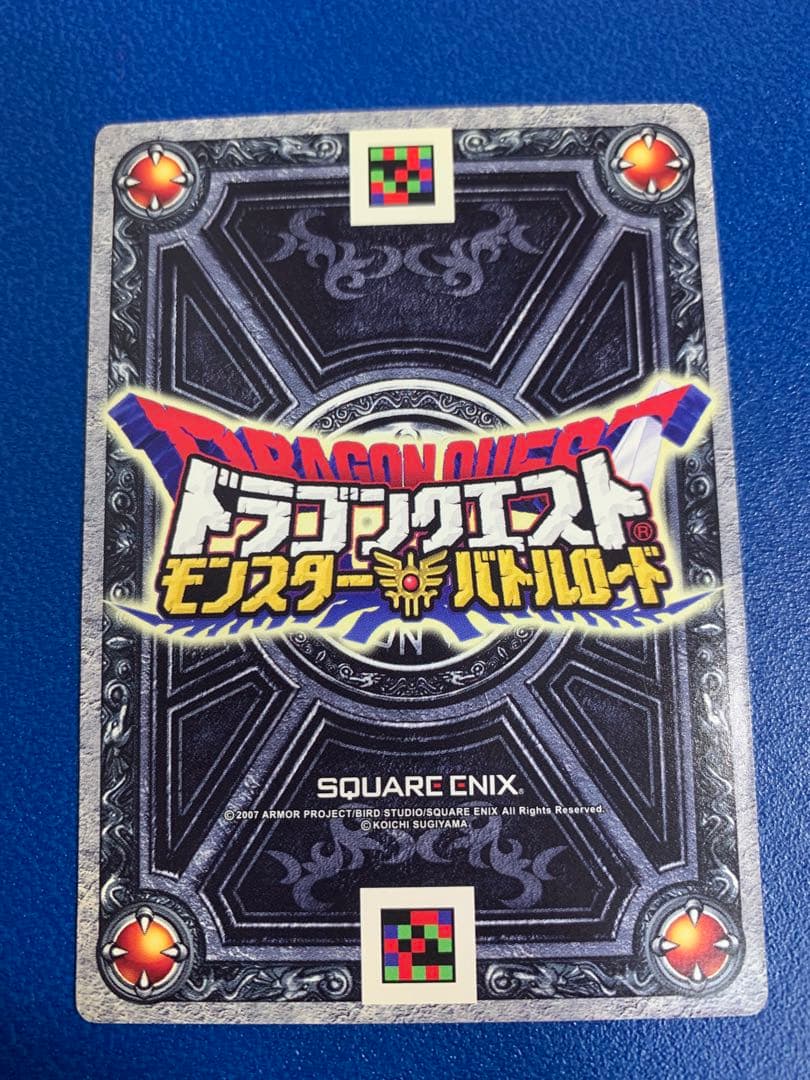 DRAGON QUEST
ドラゴンクエスト®
モンスターバトルロード
SQUARE ENIX®
© 2007 ARMOR PROJECT/BIRD STUDIO/SQUARE ENIX All Rights Reserved.
© KOICHI SUGIYAMA